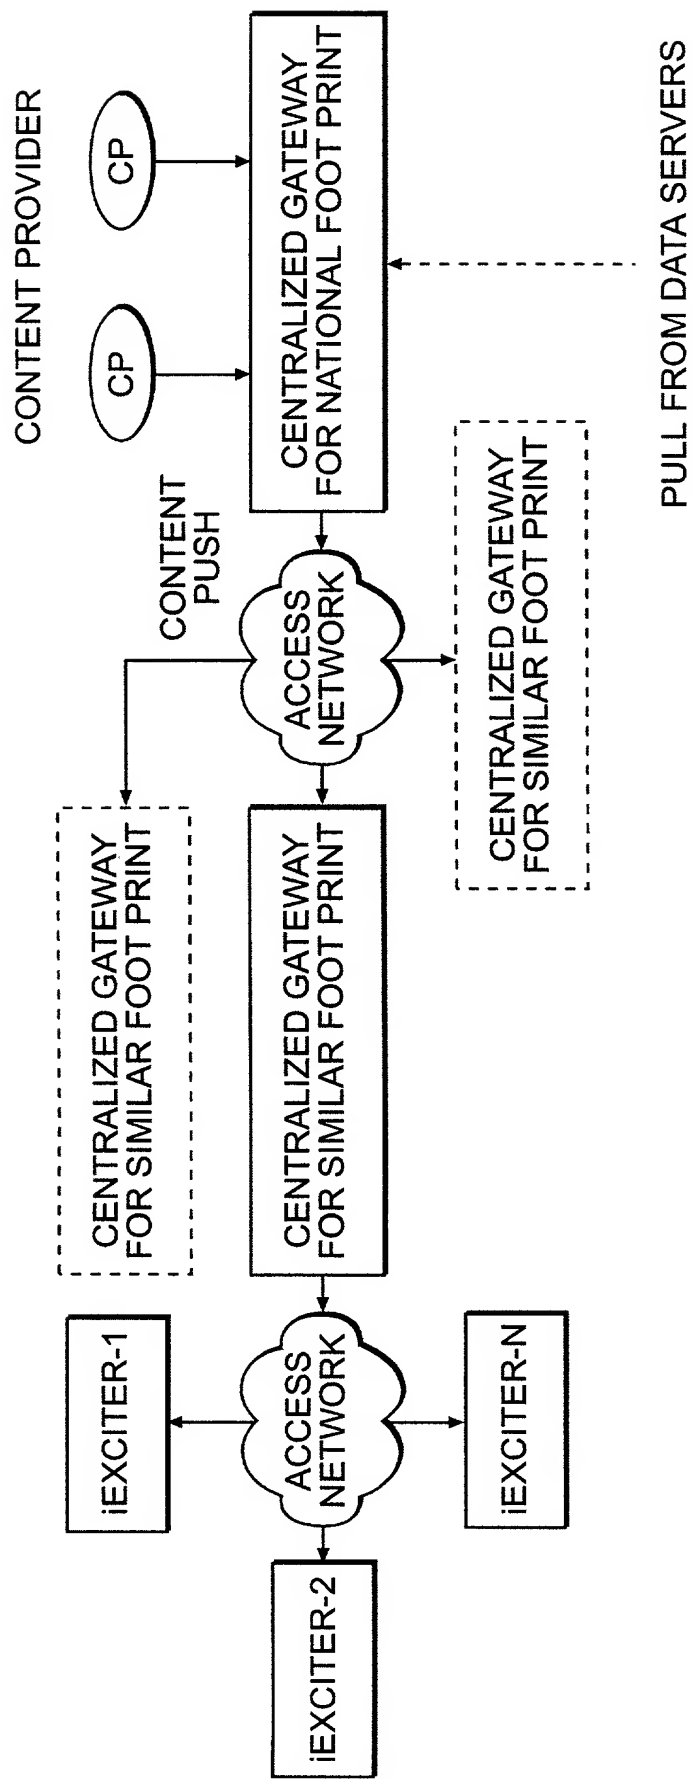 CONTENT PROVIDER
CP
CP
CENTRALIZED GATEWAY
FOR NATIONAL FOOT PRINT
PULL FROM DATA SERVERS
CONTENT
PUSH
ACCESS
NETWORK
CENTRALIZED GATEWAY
FOR SIMILAR FOOT PRINT
CENTRALIZED GATEWAY
FOR SIMILAR FOOT PRINT
CENTRALIZED GATEWAY
FOR SIMILAR FOOT PRINT
ACCESS
NETWORK
iEXCITER-1
iEXCITER-2
iEXCITER-N